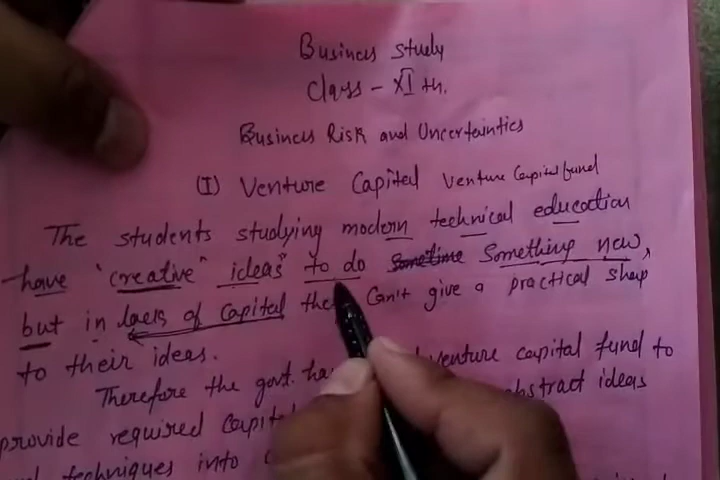 Business Study
Class - XI th.
Business Risk and Uncertainties
(I) Venture Capital Venture Capital fund
The students studying modern technical education
have "creative" ideas" to do Sometime Something new,
but in lack of capital they can't give a practical shap
to their ideas.
Therefore the govt. ha venture capital fund to
provide required capit abstract ideas
techniques into